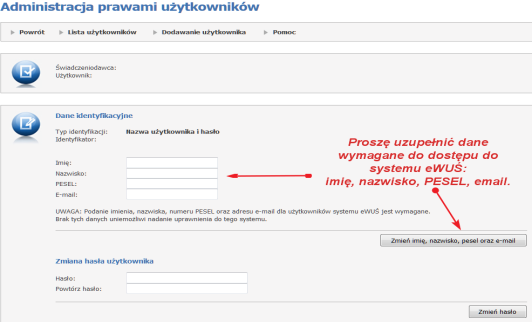 Administracja prawami użytkowników
Powrót Lista użytkowników Dodawanie użytkownika Pomoc
Świadczeniodawca:
Użytkownik:
Dane identyfikacyjne
Typ identyfikacji: Nazwa użytkownika i hasło
Identyfikator:
Proszę uzupełnić dane
wymagane do dostępu do
systemu eWUŚ:
imię, nazwisko, PESEL, email.
Imię:
Nazwisko:
PESEL:
E-mail:
UWAGA: Podanie imienia, nazwiska, numeru PESEL oraz adresu e-mail dla użytkowników systemu eWUŚ jest wymagane.
Brak tych danych uniemozliwi nadanie uprawnienia do tego systemu.
Zmień imię, nazwisko, pesel oraz e-mail
Zmiana hasła użytkownika
Hasło:
Powtórz hasło:
Zmień hasło